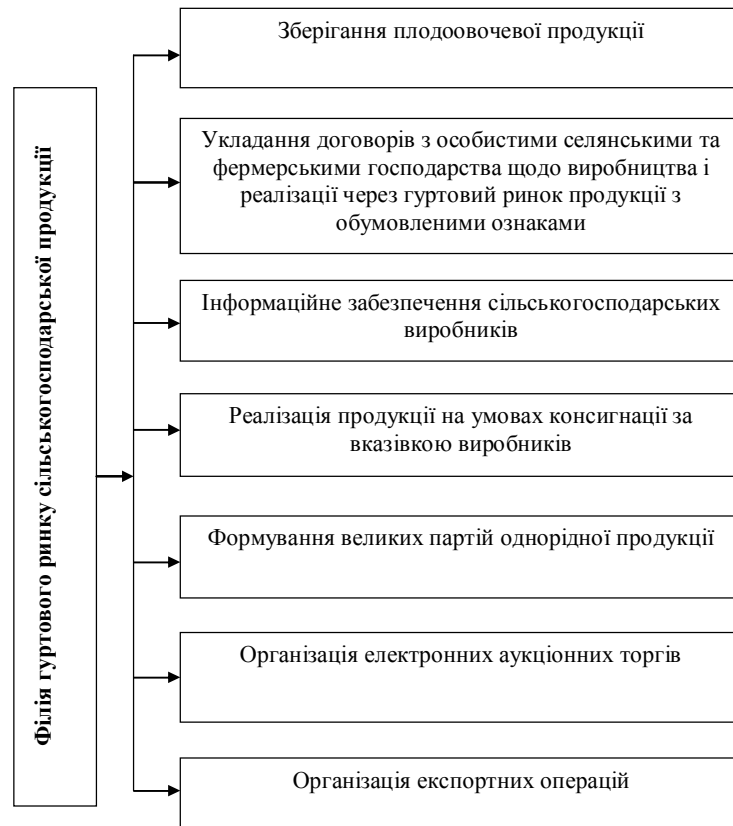 Філія гуртового ринку сільськогосподарської продукції
Зберігання плодоовочевої продукції
Укладання договорів з особистими селянськими та
фермерськими господарства щодо виробництва і
реалізації через гуртовий ринок продукції з
обумовленими ознаками
Інформаційне забезпечення сільськогосподарських
виробників
Реалізація продукції на умовах консигнації за
вказівкою виробників
Формування великих партій однорідної продукції
Організація електронних аукціонних торгів
Організація експортних операцій